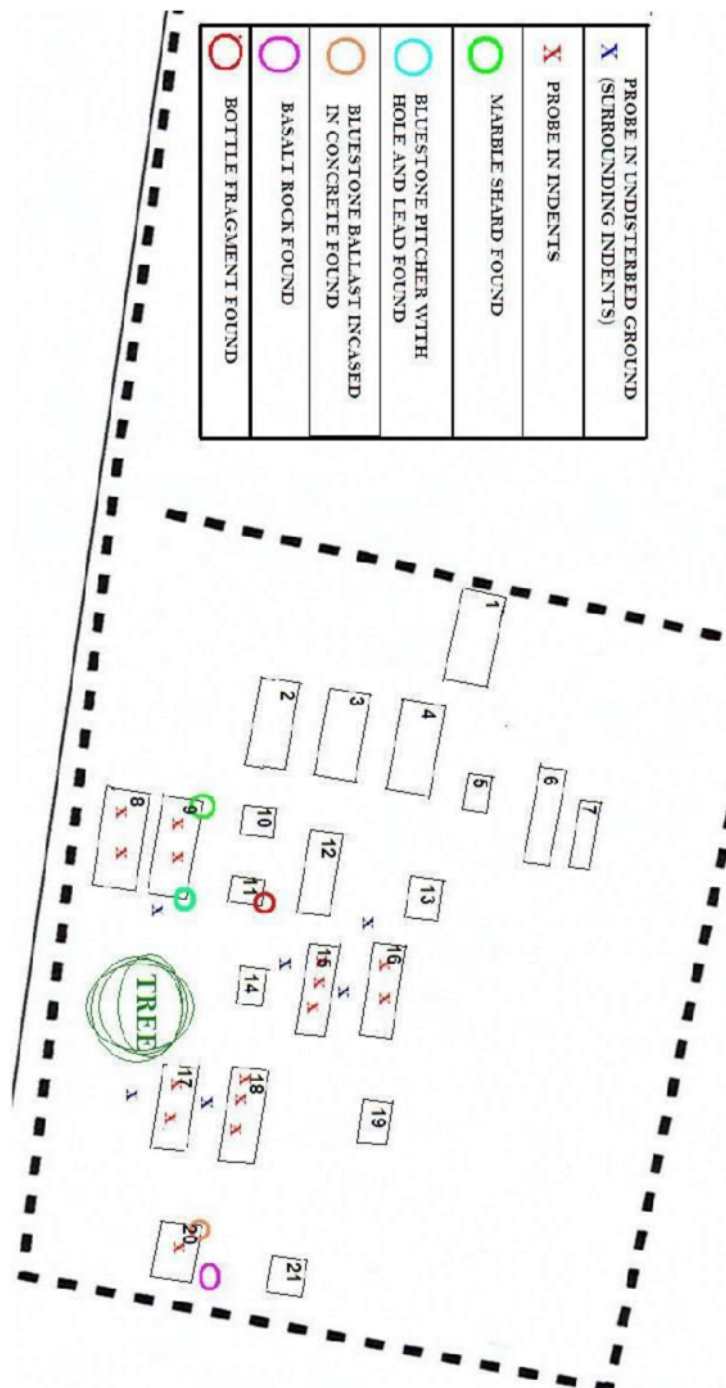 X PROBE IN UNDISTERBED GROUND
(SURROUNDING INDENTS)
X PROBE IN INDENTS
MARBLE SHARD FOUND
BLUESTONE PITCHER WITH
HOLE AND LEAD FOUND
BLUESTONE BALLAST INCASED
IN CONCRETE FOUND
BASALT ROCK FOUND
BOTTLE FRAGMENT FOUND
1
2
3
4
5
6
7
8
X X
9
X X
10
11
12
13
14
15
X X X
16
X X
17
X X
18
X X X
19
20
X
21
X
X
X
X
X
X
TREE